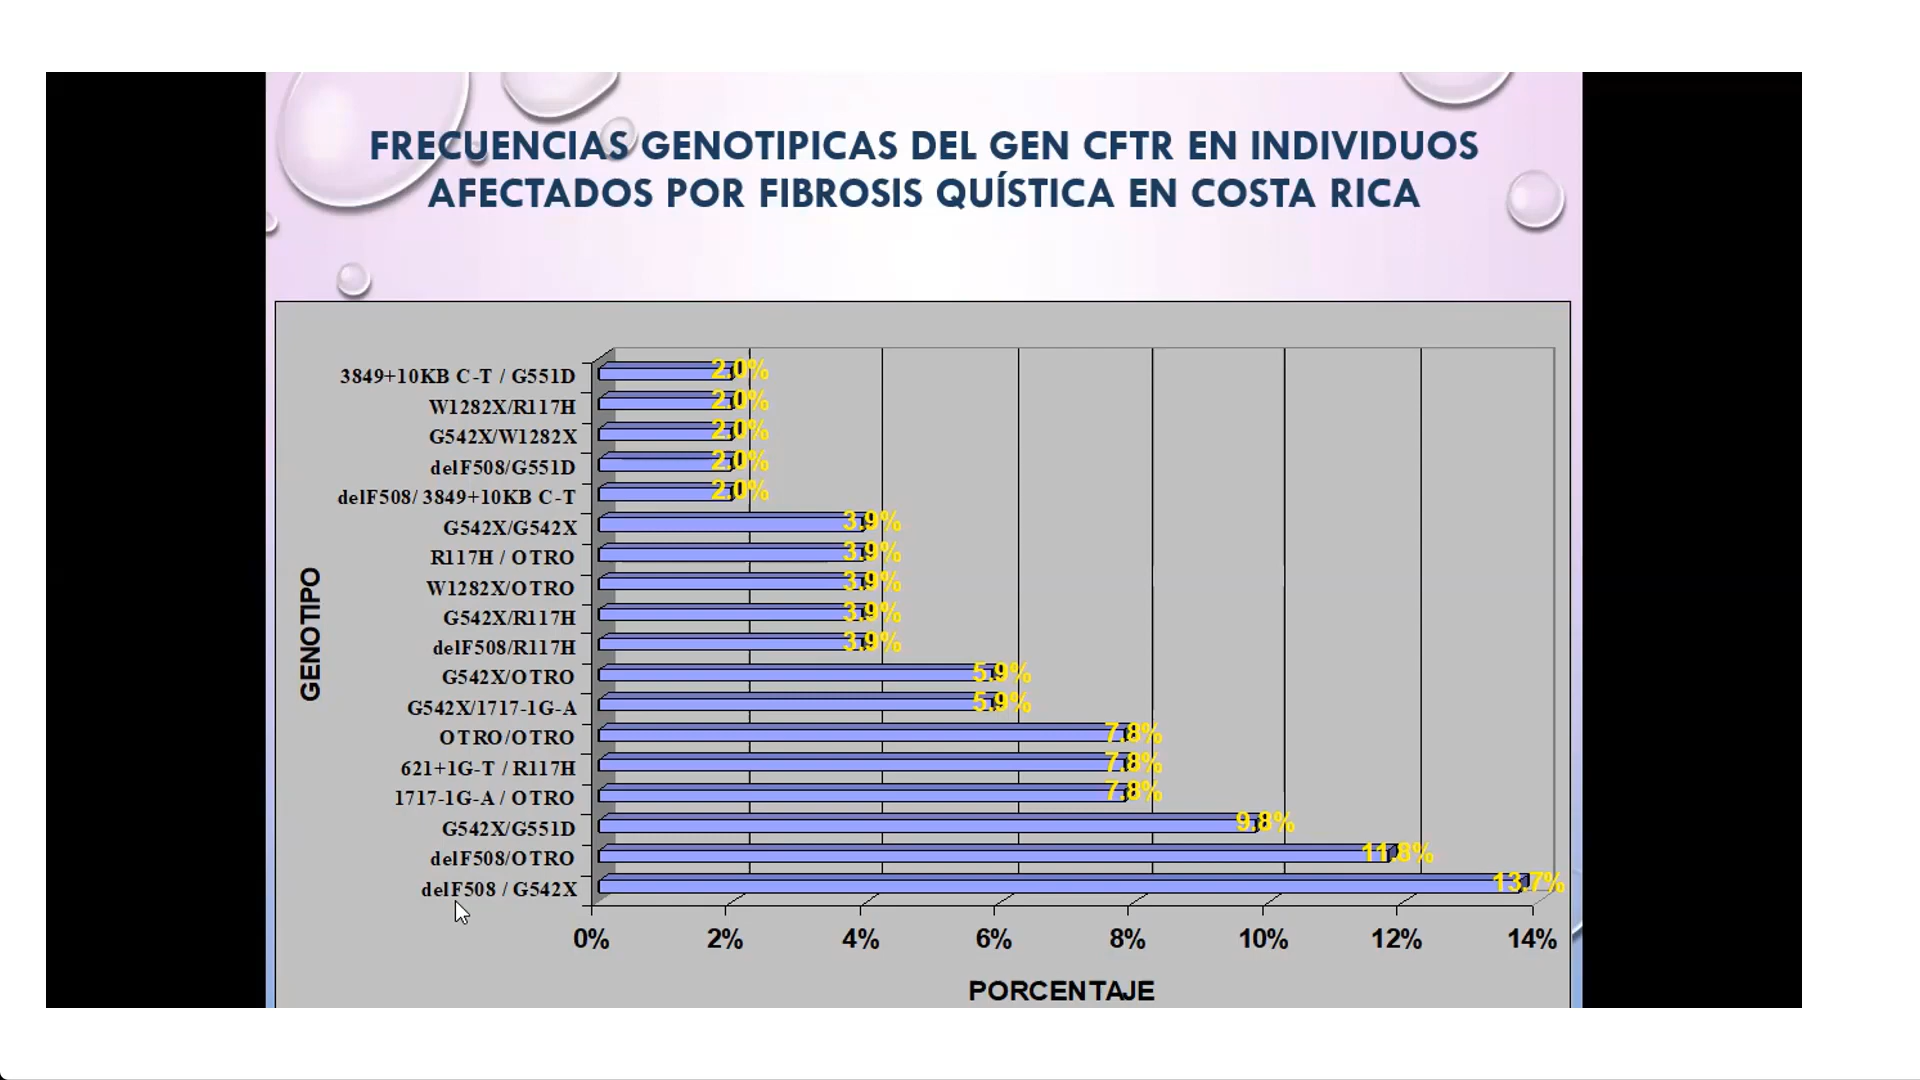 FRECUENCIAS GENOTIPICAS DEL GEN CFTR EN INDIVIDUOS
AFECTADOS POR FIBROSIS QUÍSTICA EN COSTA RICA
GENOTIPO
3849+10KB C-T / G551D 2.0%
W1282X/R117H 2.0%
G542X/W1282X 2.0%
delF508/G551D 2.0%
delF508/ 3849+10KB C-T 2.0%
G542X/G542X 3.9%
R117H / OTRO 3.9%
W1282X/OTRO 3.9%
G542X/R117H 3.9%
delF508/R117H 3.9%
G542X/OTRO 5.9%
G542X/1717-1G-A 5.9%
OTRO/OTRO 7.8%
621+1G-T / R117H 7.8%
1717-1G-A / OTRO 7.8%
G542X/G551D 9.8%
delF508/OTRO 11.8%
delF508 / G542X 13.7%
0% 2% 4% 6% 8% 10% 12% 14%
PORCENTAJE